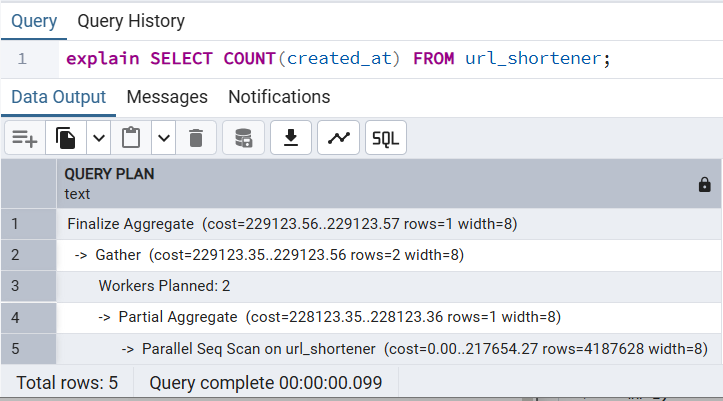 Query Query History
1 explain SELECT COUNT(created_at) FROM url_shortener;
Data Output Messages Notifications
SQL
QUERY PLAN
text
1 Finalize Aggregate (cost=229123.56..229123.57 rows=1 width=8)
2 -> Gather (cost=229123.35..229123.56 rows=2 width=8)
3 Workers Planned: 2
4 -> Partial Aggregate (cost=228123.35..228123.36 rows=1 width=8)
5 -> Parallel Seq Scan on url_shortener (cost=0.00..217654.27 rows=4187628 width=8)
Total rows: 5 Query complete 00:00:00.099